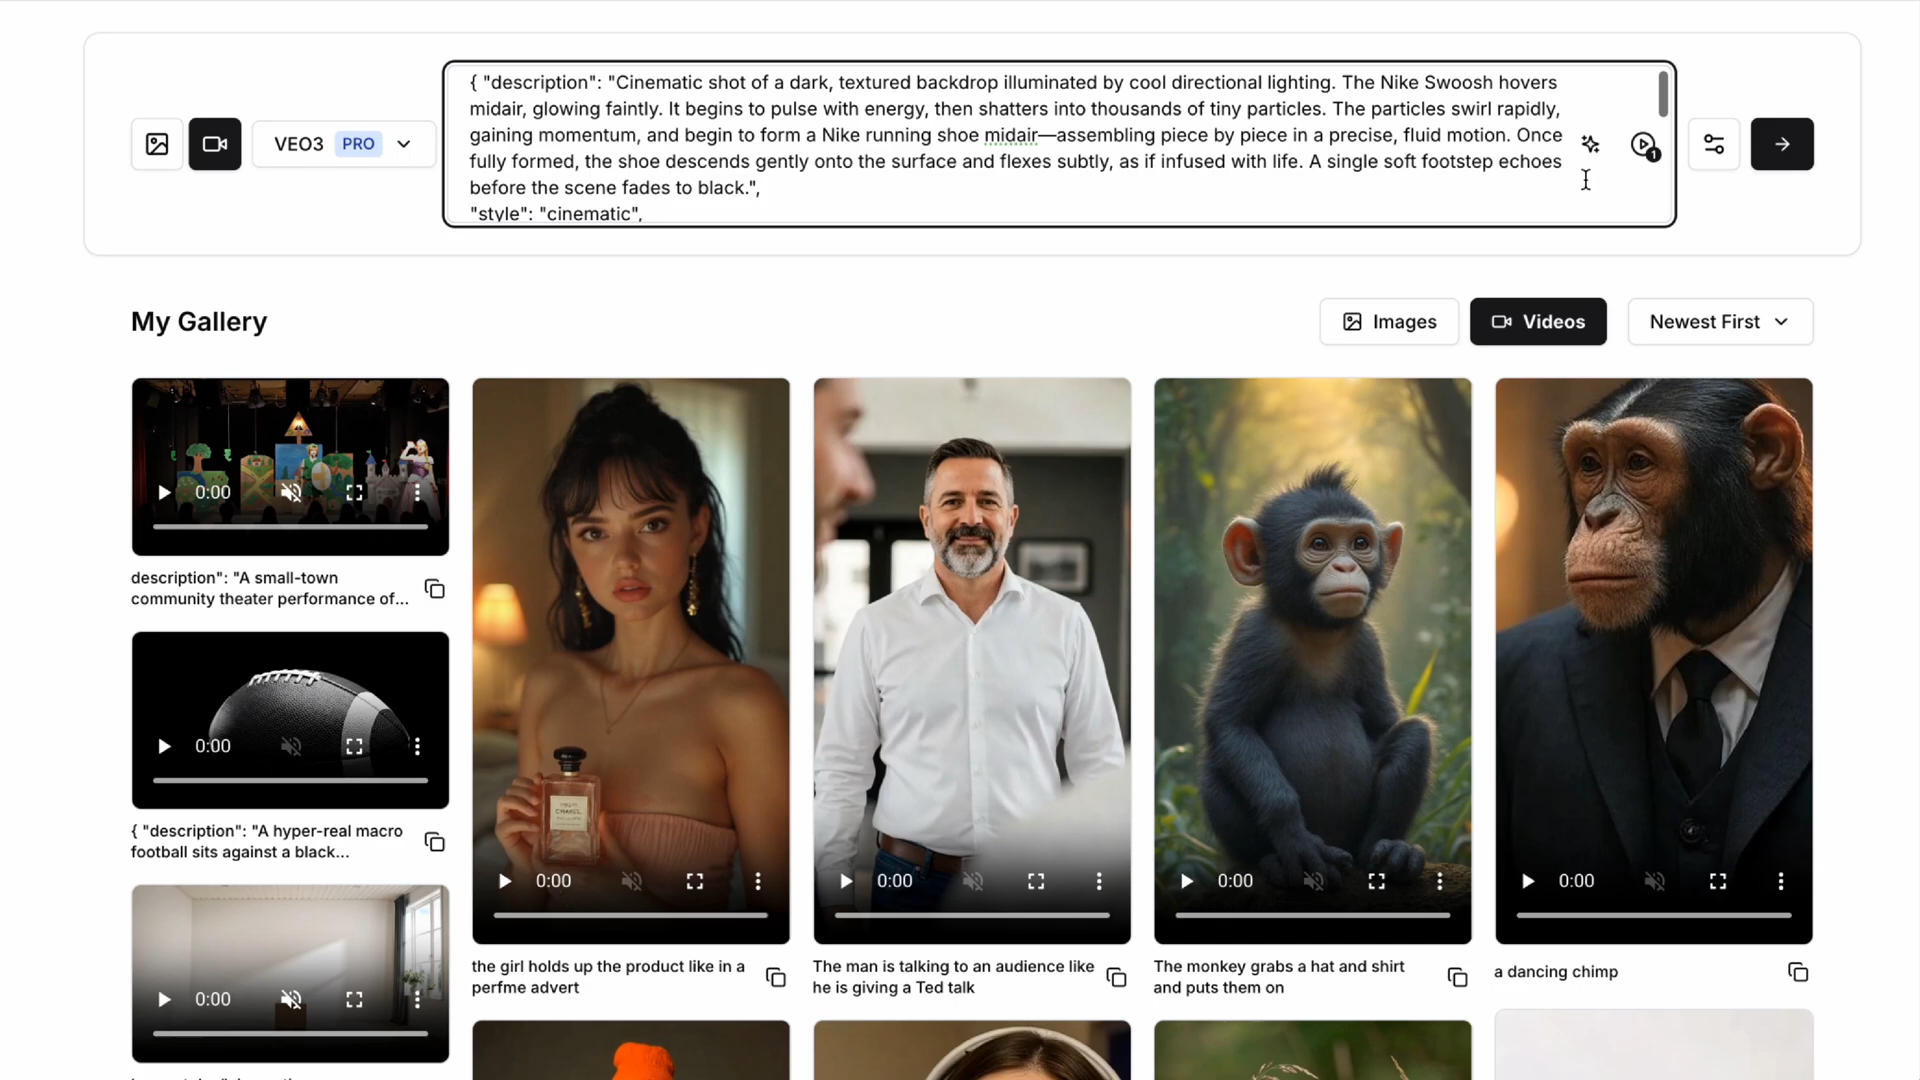 { "description": "Cinematic shot of a dark, textured backdrop illuminated by cool directional lighting. The Nike Swoosh hovers
midair, glowing faintly. It begins to pulse with energy, then shatters into thousands of tiny particles. The particles swirl rapidly,
gaining momentum, and begin to form a Nike running shoe midair—assembling piece by piece in a precise, fluid motion. Once
fully formed, the shoe descends gently onto the surface and flexes subtly, as if infused with life. A single soft footstep echoes
before the scene fades to black.",
"style": "cinematic",
VEO3 PRO
1
My Gallery
Images
Videos
Newest First
0:00
description": "A small-town
community theater performance of...
0:00
{ "description": "A hyper-real macro
football sits against a black...
0:00
CHANEL
0:00
the girl holds up the product like in a
perfme advert
0:00
The man is talking to an audience like
he is giving a Ted talk
0:00
The monkey grabs a hat and shirt
and puts them on
0:00
a dancing chimp